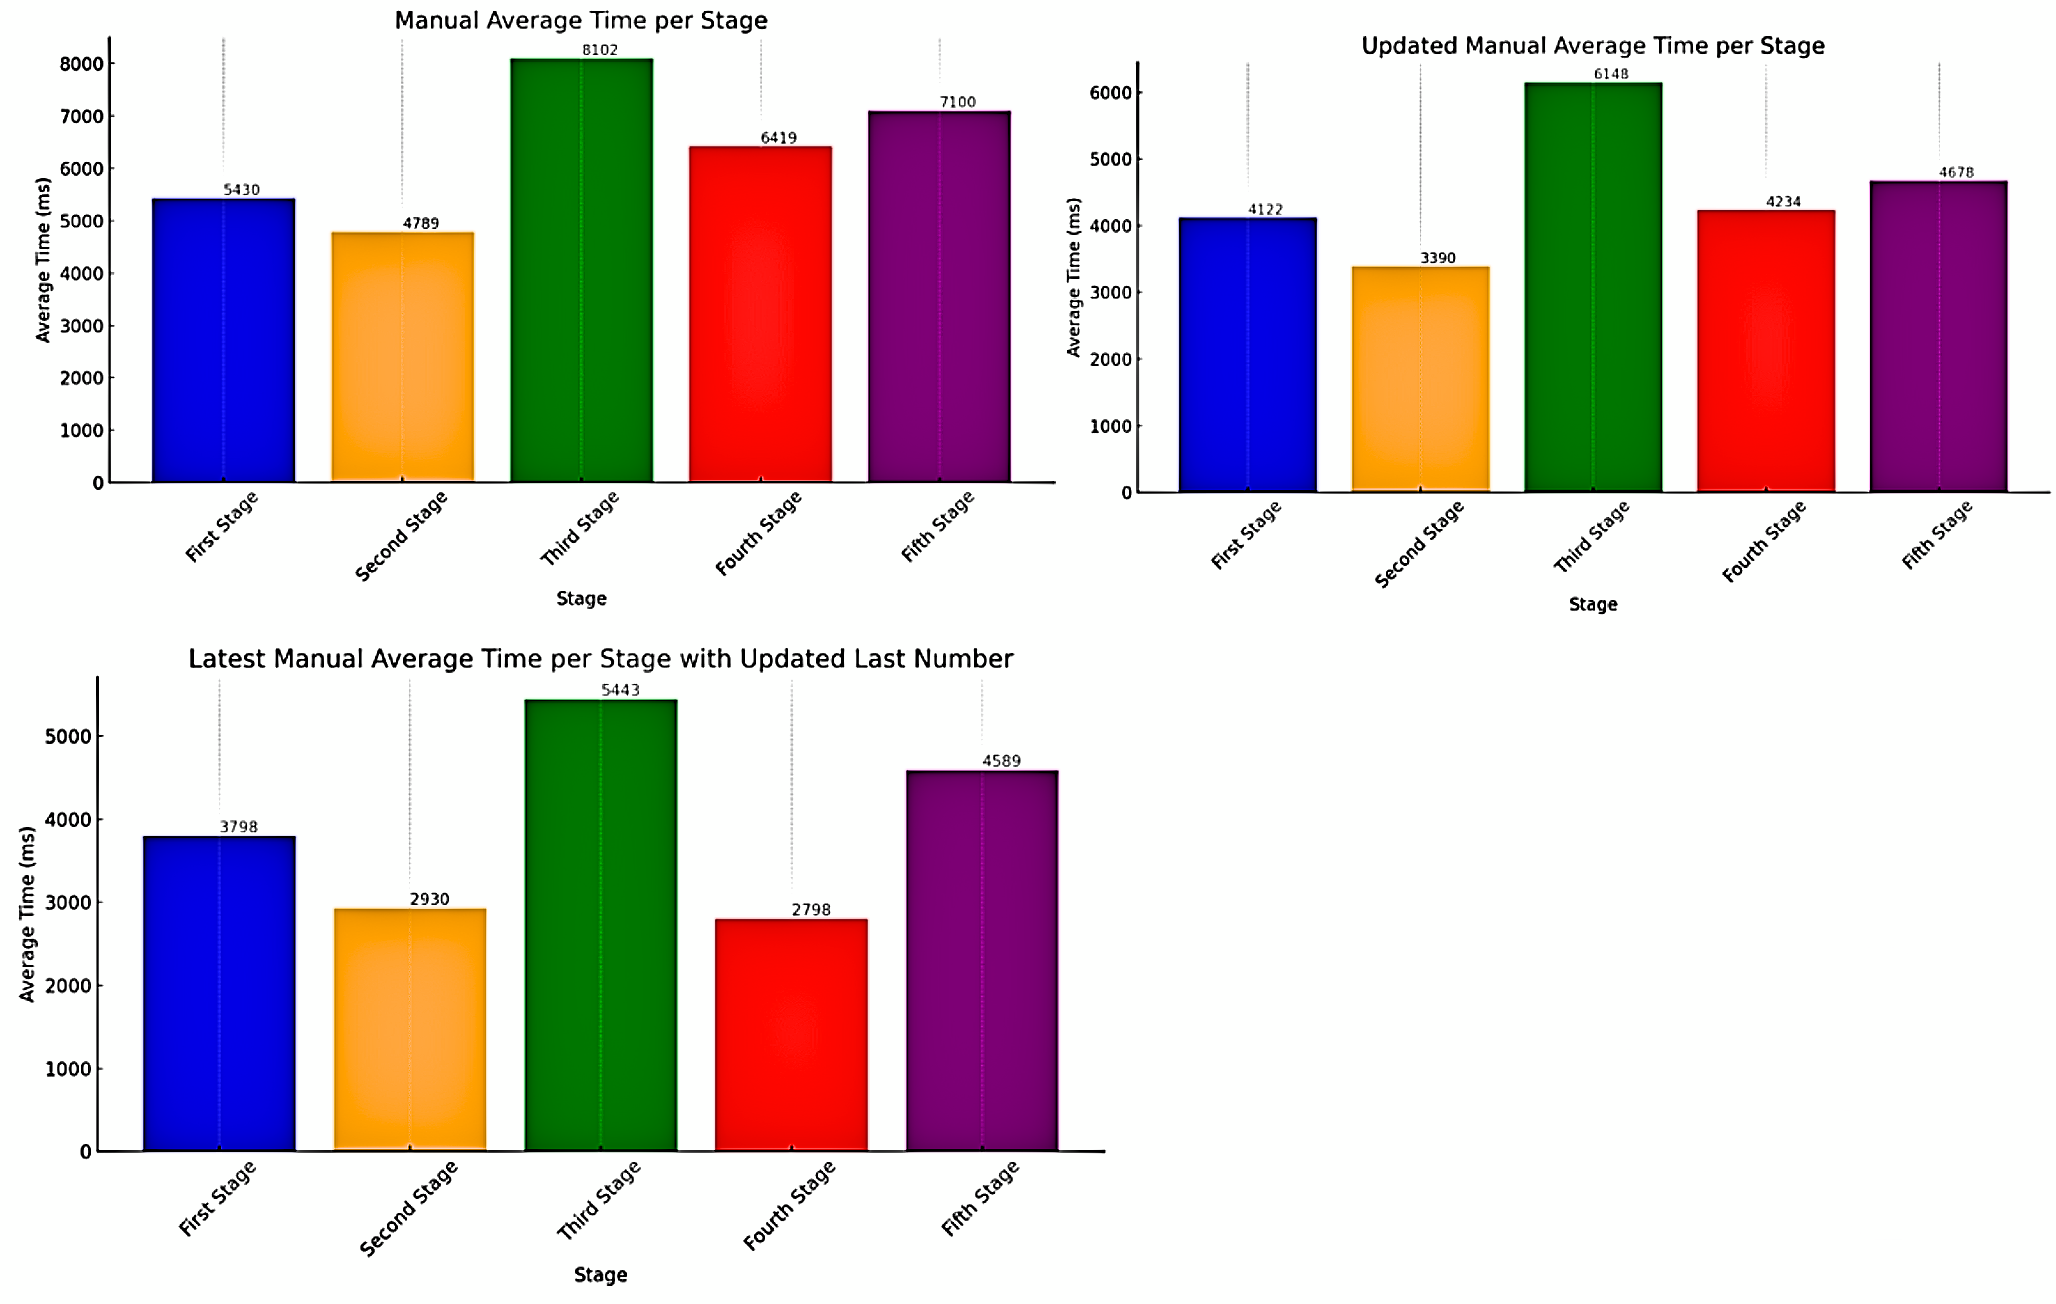 Manual Average Time per Stage
8102
8000
7100
7000
6419
6000
5430
5000
4789
4000
3000
2000
1000
0
Average Time (ms)
First Stage
Second Stage
Third Stage
Fourth Stage
Fifth Stage
Stage
Updated Manual Average Time per Stage
6148
6000
5000
4678
4234
4122
4000
3390
3000
2000
1000
0
Average Time (ms)
First Stage
Second Stage
Third Stage
Fourth Stage
Fifth Stage
Stage
Latest Manual Average Time per Stage with Updated Last Number
5443
5000
4589
4000
3798
3000
2930
2798
2000
1000
0
Average Time (ms)
First Stage
Second Stage
Third Stage
Fourth Stage
Fifth Stage
Stage